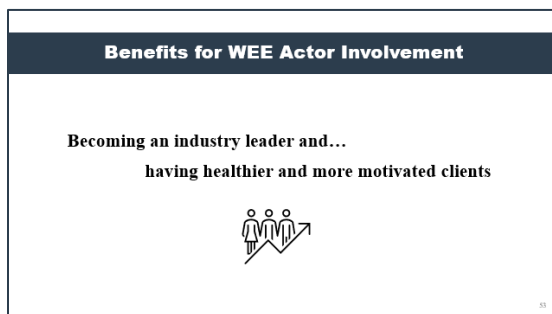 Benefits for WEE Actor Involvement
Becoming an industry leader and…
having healthier and more motivated clients
53